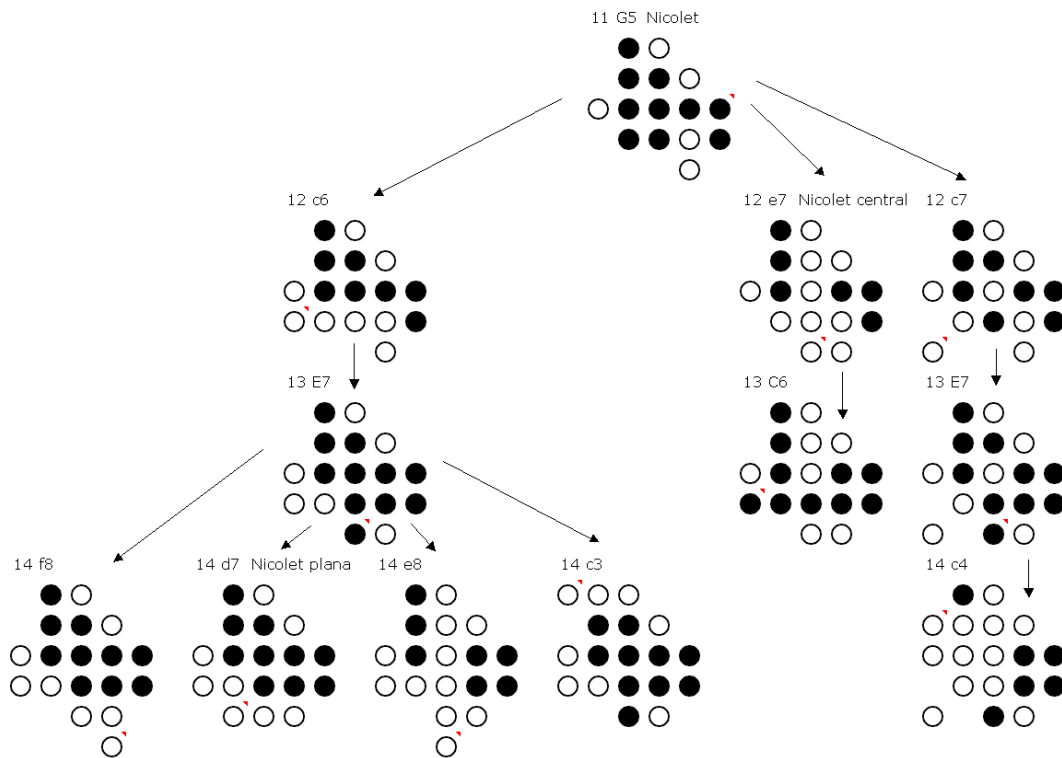 11 G5 Nicolet
12 c6
12 e7 Nicolet central
12 c7
13 E7
13 C6
13 E7
14 f8
14 d7 Nicolet plana
14 e8
14 c3
14 c4